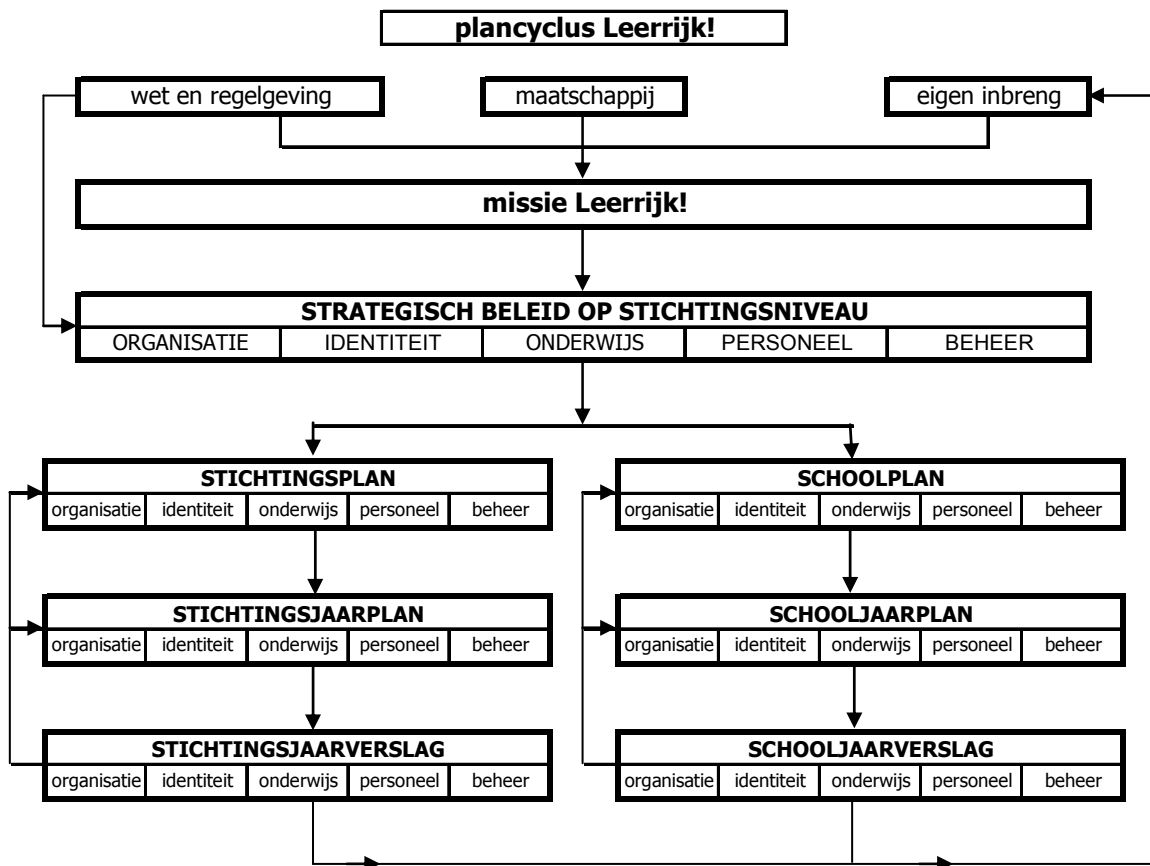 plancyclus Leerrijk!
wet en regelgeving maatschappij eigen inbreng
missie Leerrijk!
STRATEGISCH BELEID OP STICHTINGSNIVEAU
ORGANISATIE IDENTITEIT ONDERWIJS PERSONEEL BEHEER
STICHTINGSPLAN
organisatie identiteit onderwijs personeel beheer
SCHOOLPLAN
organisatie identiteit onderwijs personeel beheer
STICHTINGSJAARPLAN
organisatie identiteit onderwijs personeel beheer
SCHOOLJAARPLAN
organisatie identiteit onderwijs personeel beheer
STICHTINGSJAARVERSLAG
organisatie identiteit onderwijs personeel beheer
SCHOOLJAARVERSLAG
organisatie identiteit onderwijs personeel beheer